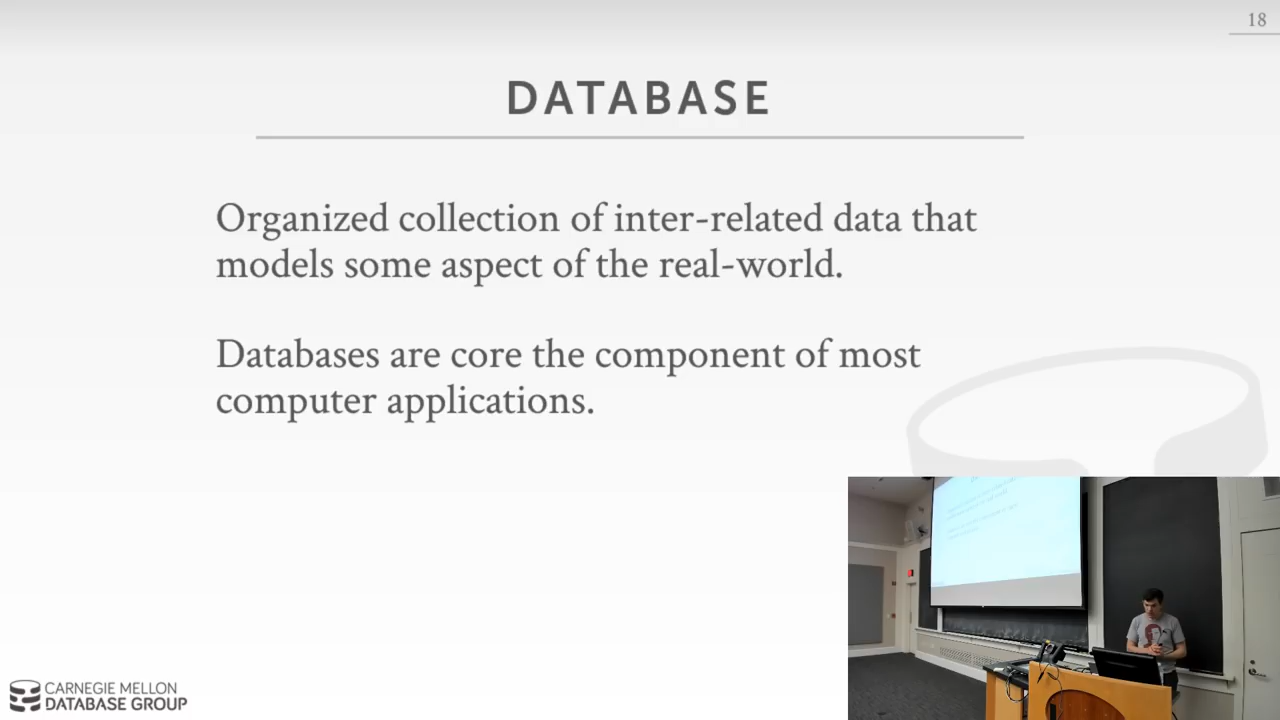 18
DATABASE
Organized collection of inter-related data that
models some aspect of the real-world.
Databases are core the component of most
computer applications.
CARNEGIE MELLON
DATABASE GROUP